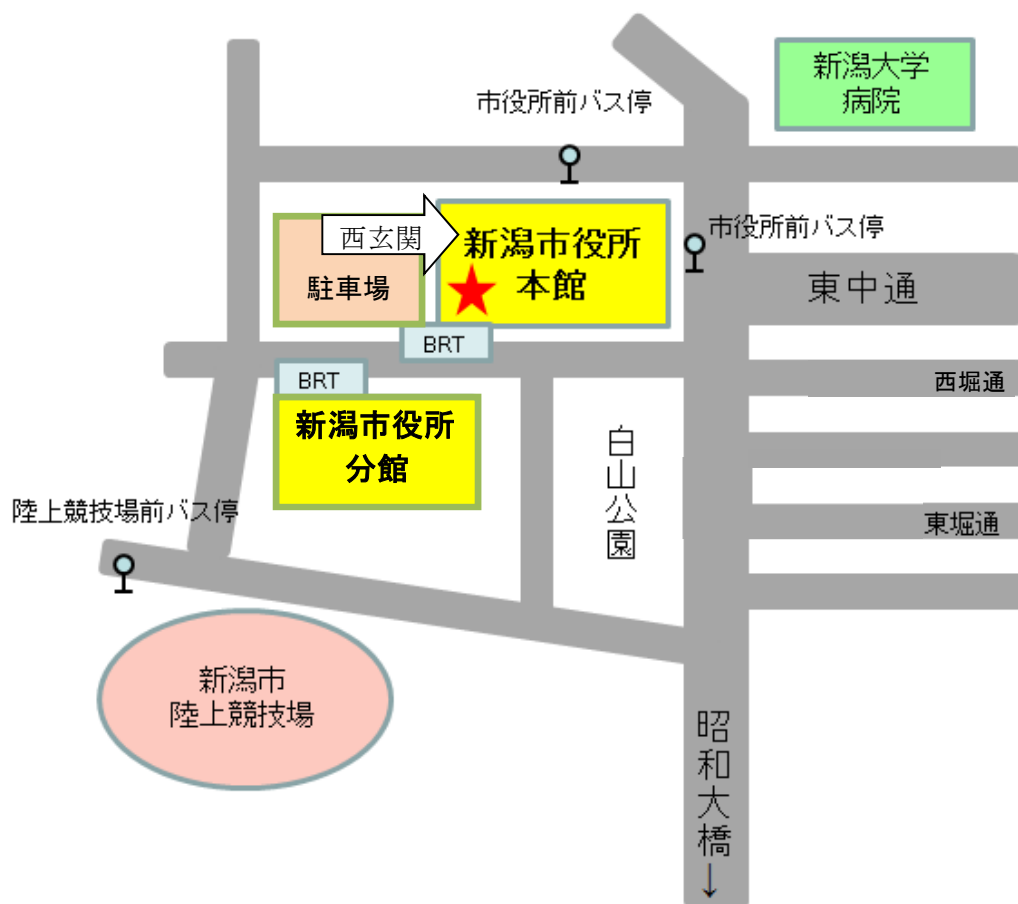 新潟大学
病院
市役所前バス停
市役所前バス停
西玄関
新潟市役所
本館
駐車場
東中通
BRT
BRT
西堀通
新潟市役所
分館
白山公園
陸上競技場前バス停
東堀通
新潟市
陸上競技場
昭和大橋
↓